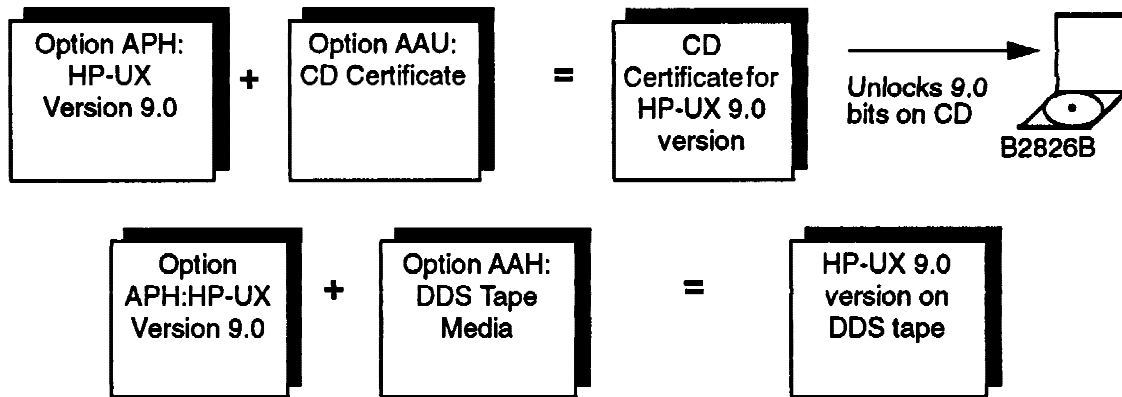 Option APH:
HP-UX
Version 9.0
+
Option AAU:
CD Certificate
=
CD
Certificate for
HP-UX 9.0
version
Unlocks 9.0
bits on CD
B2826B
Option
APH:HP-UX
Version 9.0
+
Option AAH:
DDS Tape
Media
=
HP-UX 9.0
version on
DDS tape